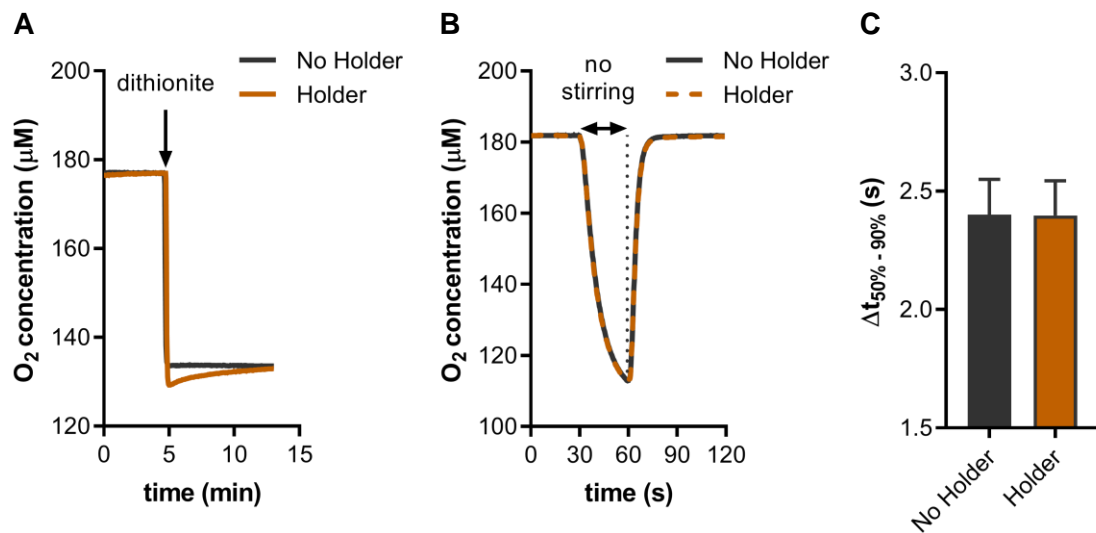 A
No Holder
Holder
dithionite
O2 concentration (μM)
200
180
160
140
120
0
5
10
15
time (min)
B
no
stirring
No Holder
Holder
O2 concentration (μM)
200
180
160
140
120
100
0
30
60
90
120
time (s)
C
Δt50% - 90% (s)
3.0
2.5
2.0
1.5
No Holder
Holder